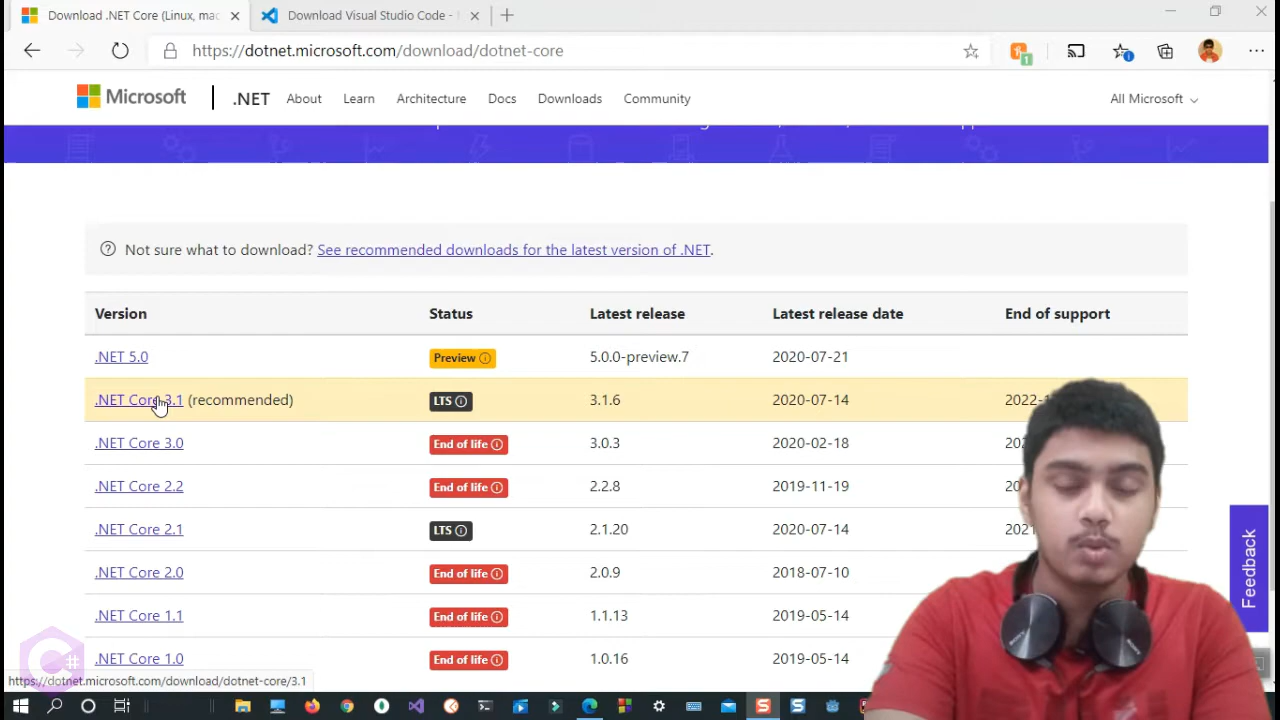 Download .NET Core (Linux, mac
Download Visual Studio Code -
https://dotnet.microsoft.com/download/dotnet-core
1
Microsoft
.NET
About
Learn
Architecture
Docs
Downloads
Community
All Microsoft
Not sure what to download? See recommended downloads for the latest version of .NET.
Version Status Latest release Latest release date End of support
.NET 5.0 Preview 5.0.0-preview.7 2020-07-21
.NET Core 3.1 (recommended) LTS 3.1.6 2020-07-14 2022-
.NET Core 3.0 End of life 3.0.3 2020-02-18
.NET Core 2.2 End of life 2.2.8 2019-11-19
.NET Core 2.1 LTS 2.1.20 2020-07-14 2021
.NET Core 2.0 End of life 2.0.9 2018-07-10
.NET Core 1.1 End of life 1.1.13 2019-05-14
.NET Core 1.0 End of life 1.0.16 2019-05-14
Feedback
C#
https://dotnet.microsoft.com/download/dotnet-core/3.1
SONY
SONY